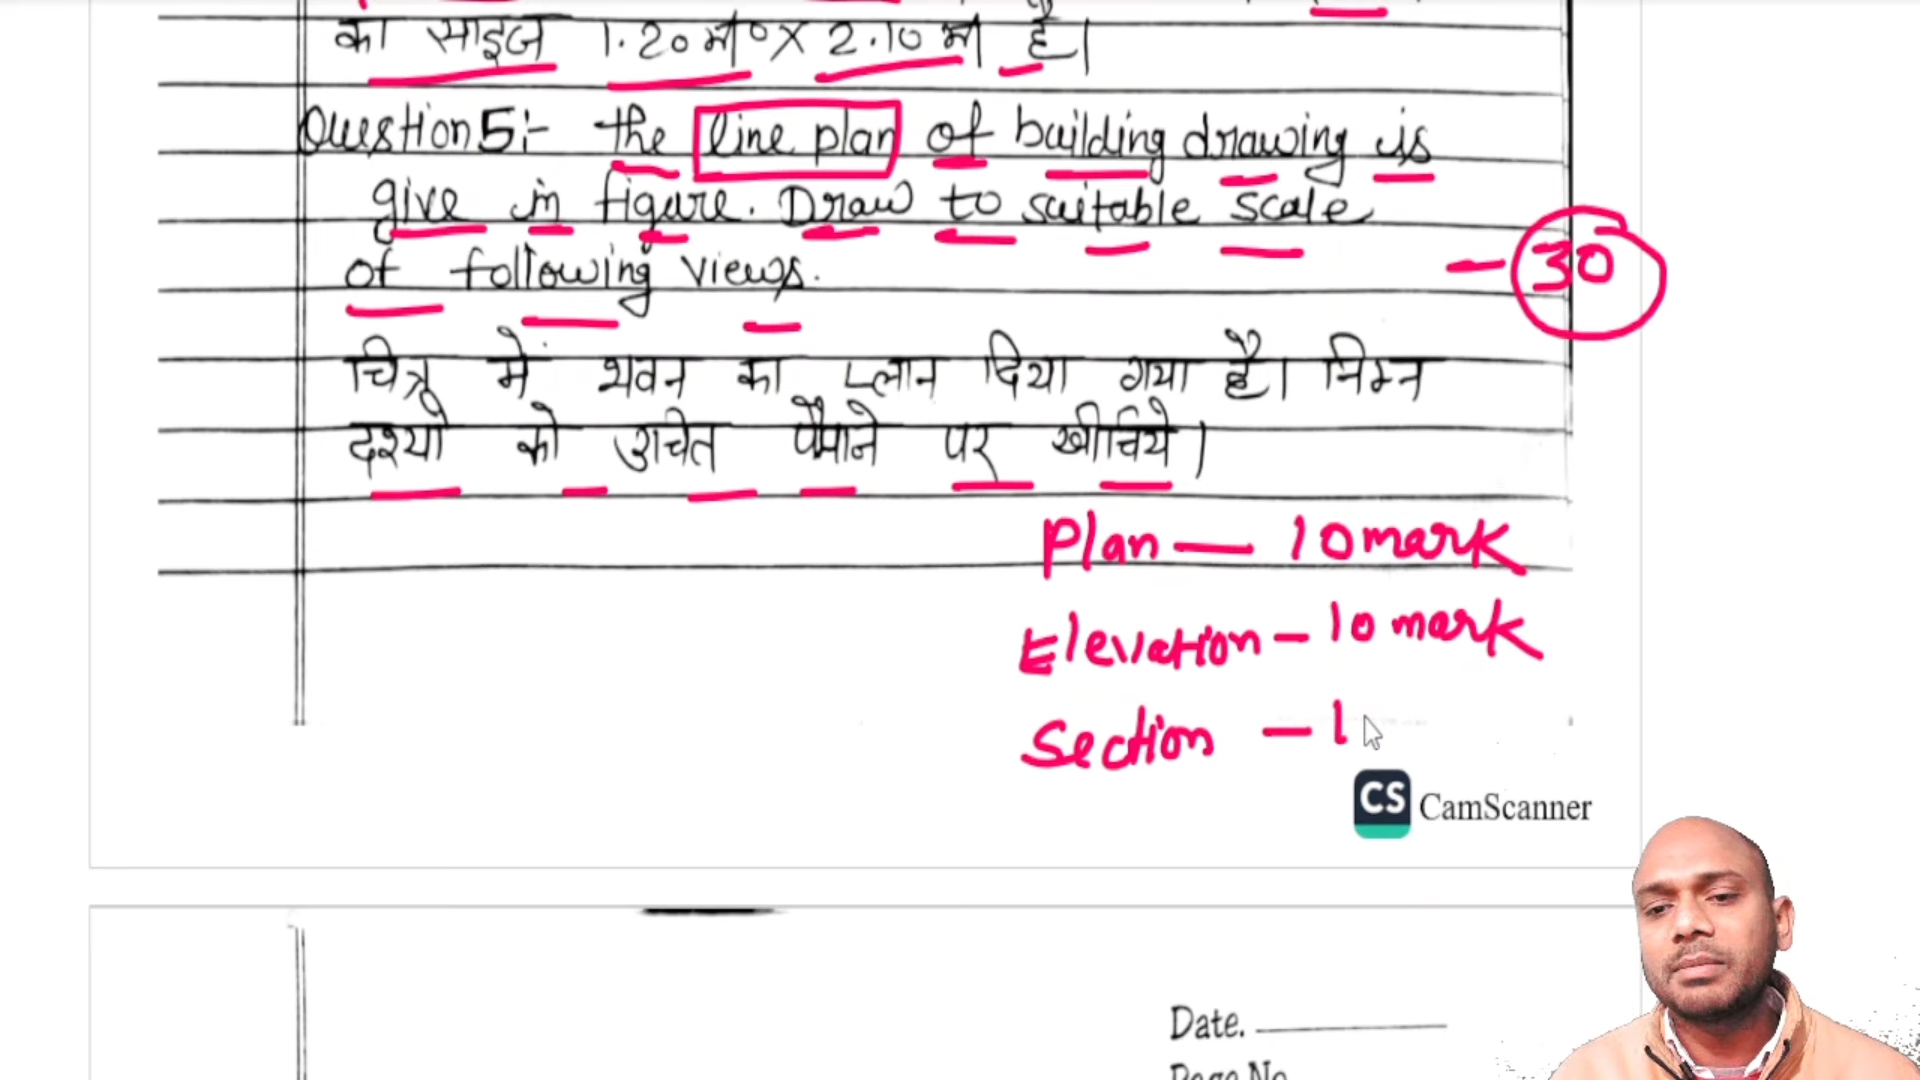 का साइज 1.20 मी० X 2.10 मी है।
Question 5:- the line plan of building drawing is
give in figure. Draw to suitable scale
of following views. - 30
चित्र में भवन का प्लान दिया गया है। निम्न
दश्यो को उचित पैमाने पर खीचिये।
Plan — 10 mark
Elevation - 10 mark
Section - 1
CS CamScanner
Date.
Page No